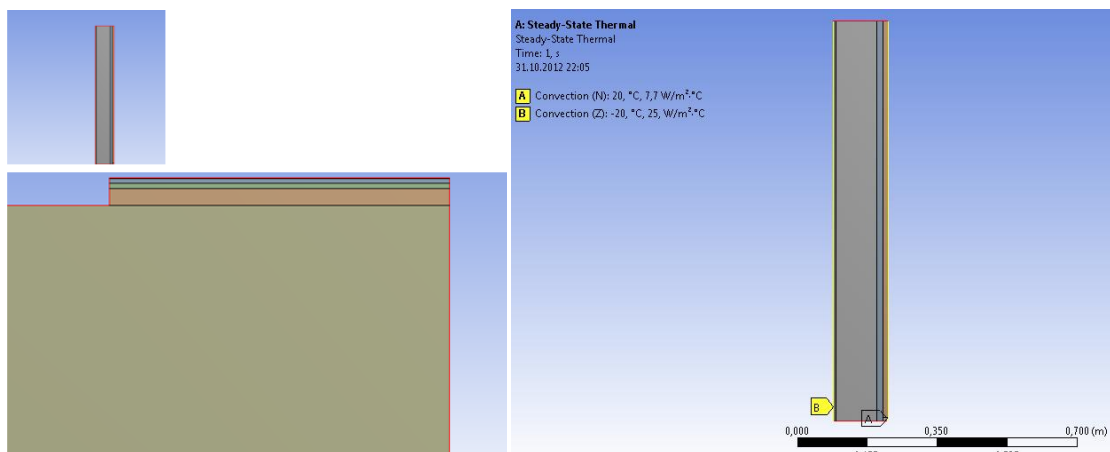 A: Steady-State Thermal
Steady-State Thermal
Time: 1, s
31.10.2012 22:05
A Convection (N): 20, °C, 7,7 W/m²·°C
B Convection (Z): -20, °C, 25, W/m²·°C
B
A
0,000 0,350 0,700 (m)